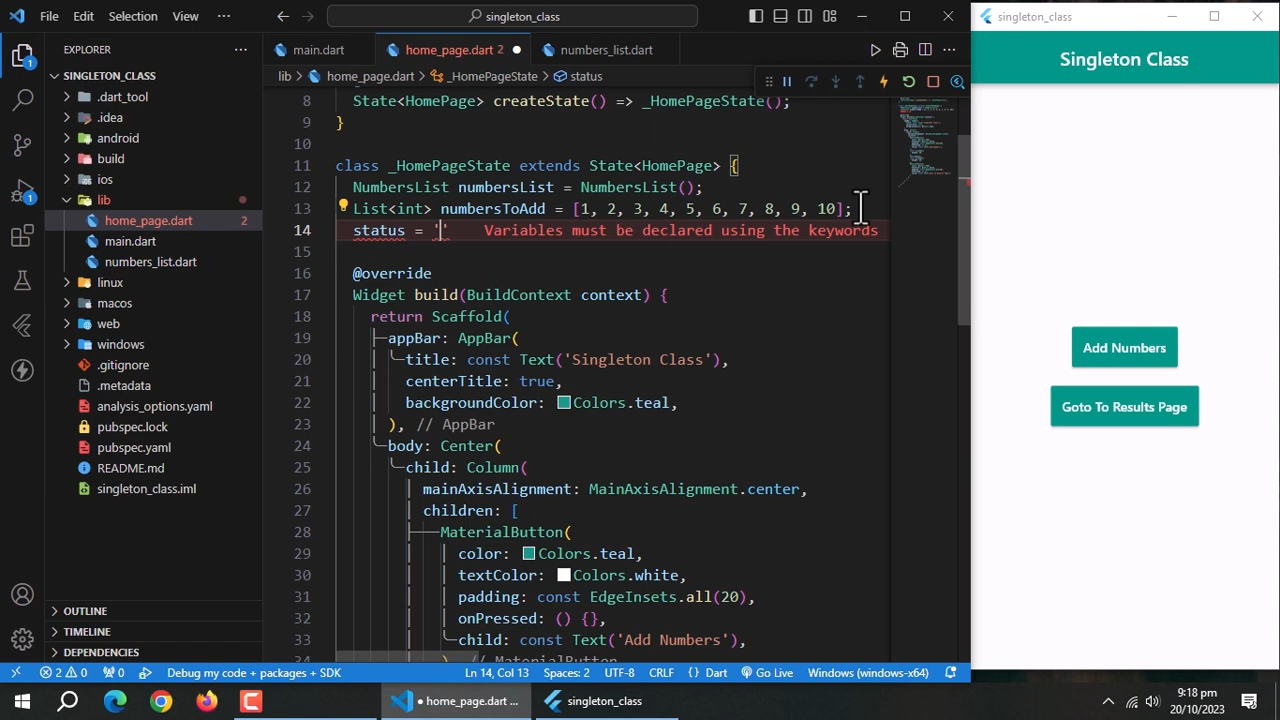 File Edit Selection View ···
singleton_class
EXPLORER
SINGLETON_CLASS
.dart_tool
.idea
android
build
ios
lib
home_page.dart 2
main.dart
numbers_list.dart
linux
macos
web
windows
.gitignore
.metadata
analysis_options.yaml
pubspec.lock
pubspec.yaml
README.md
singleton_class.iml
OUTLINE
TIMELINE
DEPENDENCIES
1
1
main.dart home_page.dart 2 numbers_list.dart
lib > home_page.dart > _HomePageState > status
8 State<HomePage> createState() => _HomePageState();
9 }
10
11 class _HomePageState extends State<HomePage> {
12 NumbersList numbersList = NumbersList();
13 List<int> numbersToAdd = [1, 2, 3, 4, 5, 6, 7, 8, 9, 10];
14 status = '' Variables must be declared using the keywords
15
16 @override
17 Widget build(BuildContext context) {
18 return Scaffold(
19 appBar: AppBar(
20 title: const Text('Singleton Class'),
21 centerTitle: true,
22 backgroundColor: Colors.teal,
23 ), // AppBar
24 body: Center(
25 child: Column(
26 mainAxisAlignment: MainAxisAlignment.center,
27 children: [
28 MaterialButton(
29 color: Colors.teal,
30 textColor: Colors.white,
31 padding: const EdgeInsets.all(20),
32 onPressed: () {},
33 child: const Text('Add Numbers'),
34 ), // MaterialButton
singleton_class
Singleton Class
Add Numbers
Goto To Results Page
2 0 0 Debug my code + packages + SDK Ln 14, Col 13 Spaces: 2 UTF-8 CRLF {} Dart Go Live Windows (windows-x64)
● home_page.dart ... singleton_class
9:18 pm
20/10/2023